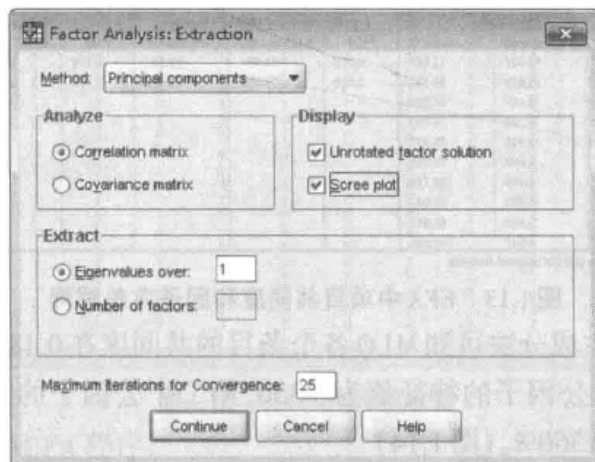 Factor Analysis: Extraction
Method: Principal components
Analyze
Correlation matrix
Covariance matrix
Display
Unrotated factor solution
Scree plot
Extract
Eigenvalues over: 1
Number of factors:
Maximum Iterations for Convergence: 25
Continue Cancel Help